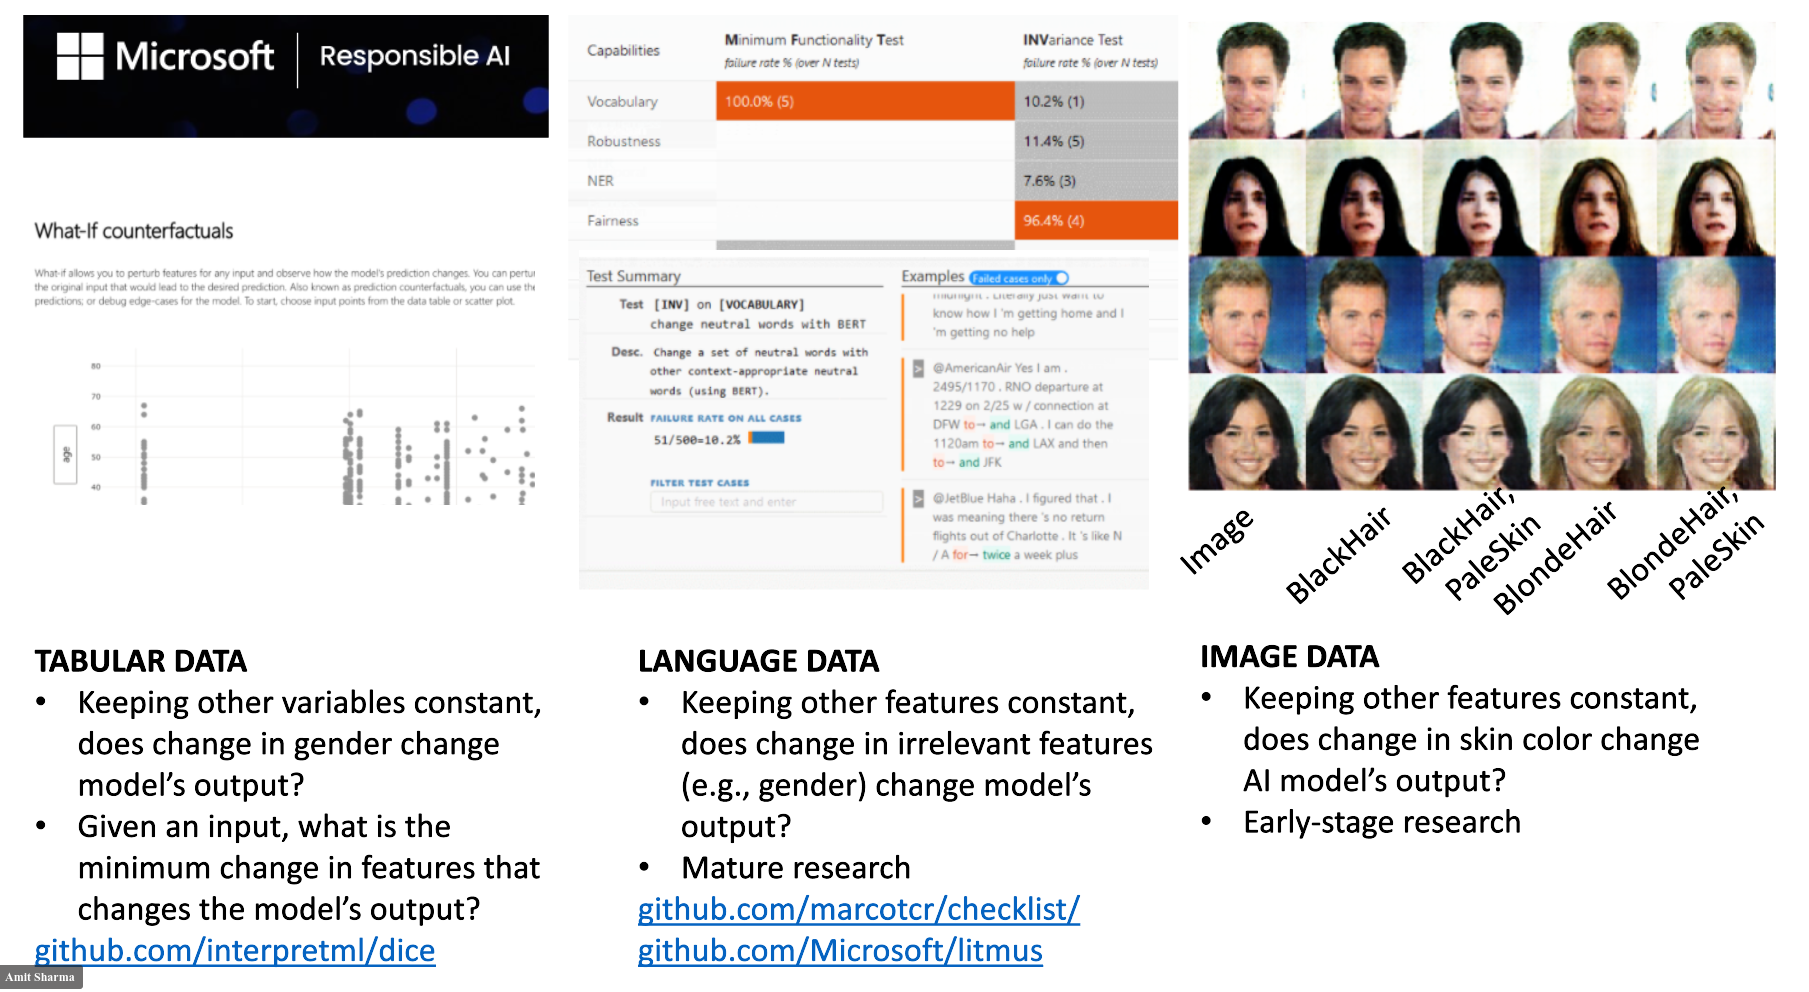 Microsoft | Responsible AI
What-If counterfactuals
What-if allows you to perturb features for any input and observe how the model's prediction changes. You can pertu
the original input that would lead to the desired prediction. Also known as prediction counterfactuals, you can use the
predictions; or debug edge-cases for the model. To start, choose input points from the data table or scatter plot.
80
70
60
50
40
age
Capabilities
Minimum Functionality Test
failure rate % (over N tests)
INVariance Test
failure rate % (over N tests)
Vocabulary 100.0% (5) 10.2% (1)
Robustness 11.4% (5)
NER 7.6% (3)
Fairness 96.4% (4)
Test Summary
Test [INV] on [VOCABULARY]
change neutral words with BERT
Desc. Change a set of neutral words with
other context-appropriate neutral
words (using BERT).
Result FAILURE RATE ON ALL CASES
51/500=10.2%
FILTER TEST CASES
Input free text and enter
Examples Failed cases only
midnight . Literally just want to
know how I 'm getting home and I
'm getting no help
@AmericanAir Yes I am .
2495/1170 . RNO departure at
1229 on 2/25 w / connection at
DFW to→ and LGA . I can do the
1120am to→ and LAX and then
to→ and JFK
@JetBlue Haha . I figured that . I
was meaning there 's no return
flights out of Charlotte . It 's like N
/ A for→ twice a week plus
Image
BlackHair
BlackHair,
PaleSkin
BlondeHair
BlondeHair,
PaleSkin
TABULAR DATA
• Keeping other variables constant,
does change in gender change
model's output?
• Given an input, what is the
minimum change in features that
changes the model's output?
github.com/interpretml/dice
LANGUAGE DATA
• Keeping other features constant,
does change in irrelevant features
(e.g., gender) change model's
output?
• Mature research
github.com/marcotcr/checklist/
github.com/Microsoft/litmus
IMAGE DATA
• Keeping other features constant,
does change in skin color change
AI model's output?
• Early-stage research
Amit Sharma